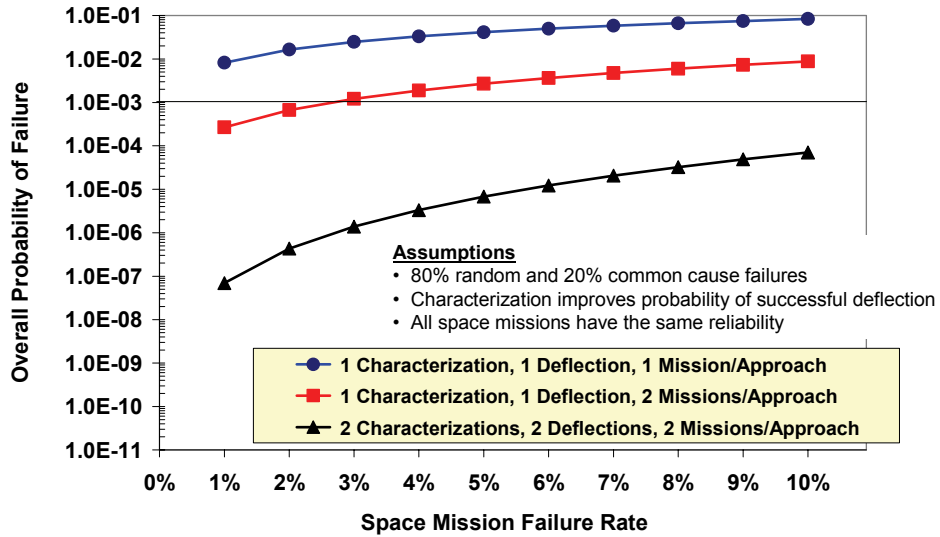 Overall Probability of Failure
1.0E-01
1.0E-02
1.0E-03
1.0E-04
1.0E-05
1.0E-06
1.0E-07
1.0E-08
1.0E-09
1.0E-10
1.0E-11
Assumptions
• 80% random and 20% common cause failures
• Characterization improves probability of successful deflection
• All space missions have the same reliability
1 Characterization, 1 Deflection, 1 Mission/Approach
1 Characterization, 1 Deflection, 2 Missions/Approach
2 Characterizations, 2 Deflections, 2 Missions/Approach
0% 1% 2% 3% 4% 5% 6% 7% 8% 9% 10%
Space Mission Failure Rate